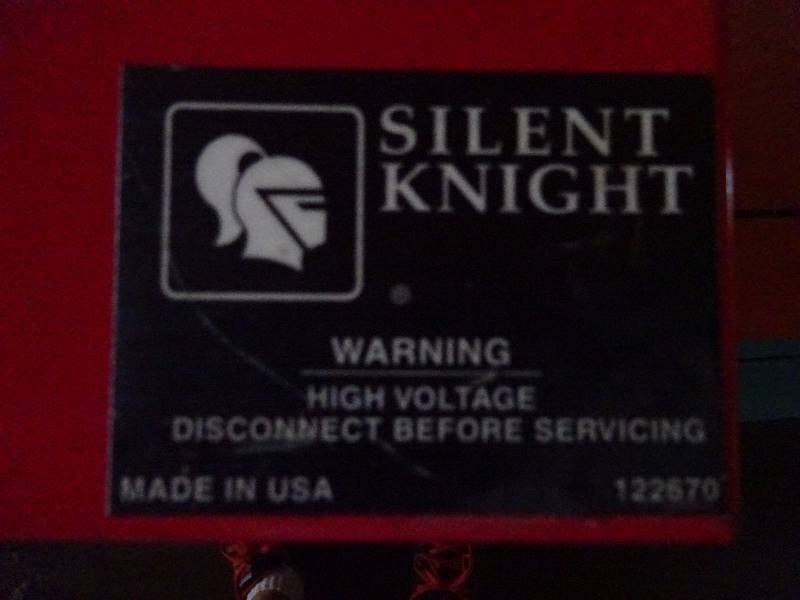 SILENT
KNIGHT
®
WARNING
HIGH VOLTAGE
DISCONNECT BEFORE SERVICING
MADE IN USA
122670